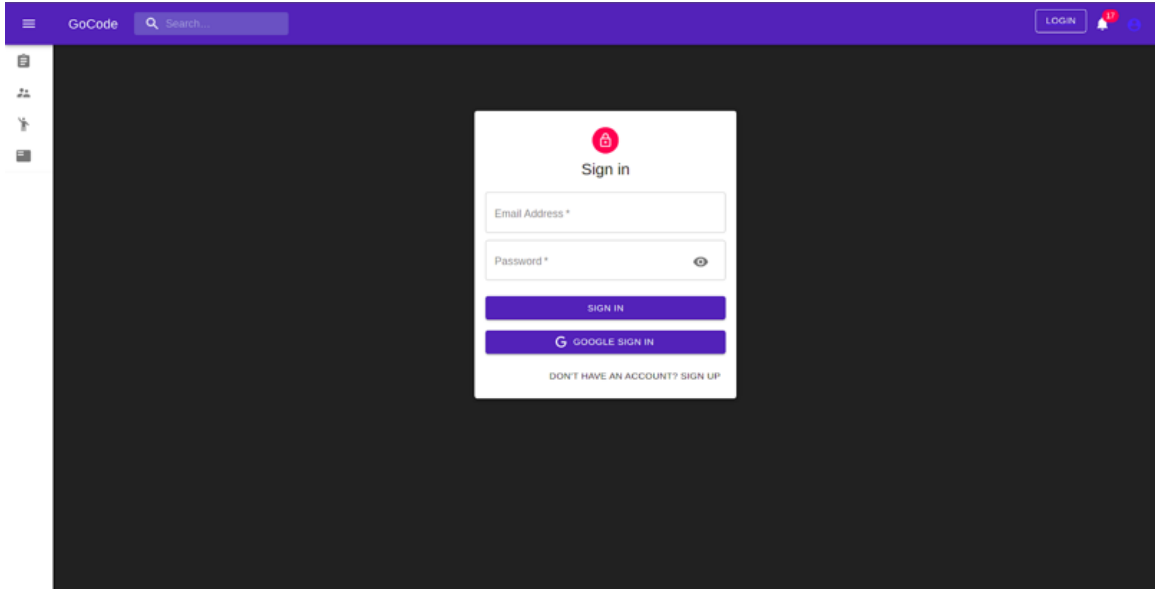 GoCode Search... LOGIN 17
Sign in
Email Address *
Password *
SIGN IN
G GOOGLE SIGN IN
DON'T HAVE AN ACCOUNT? SIGN UP